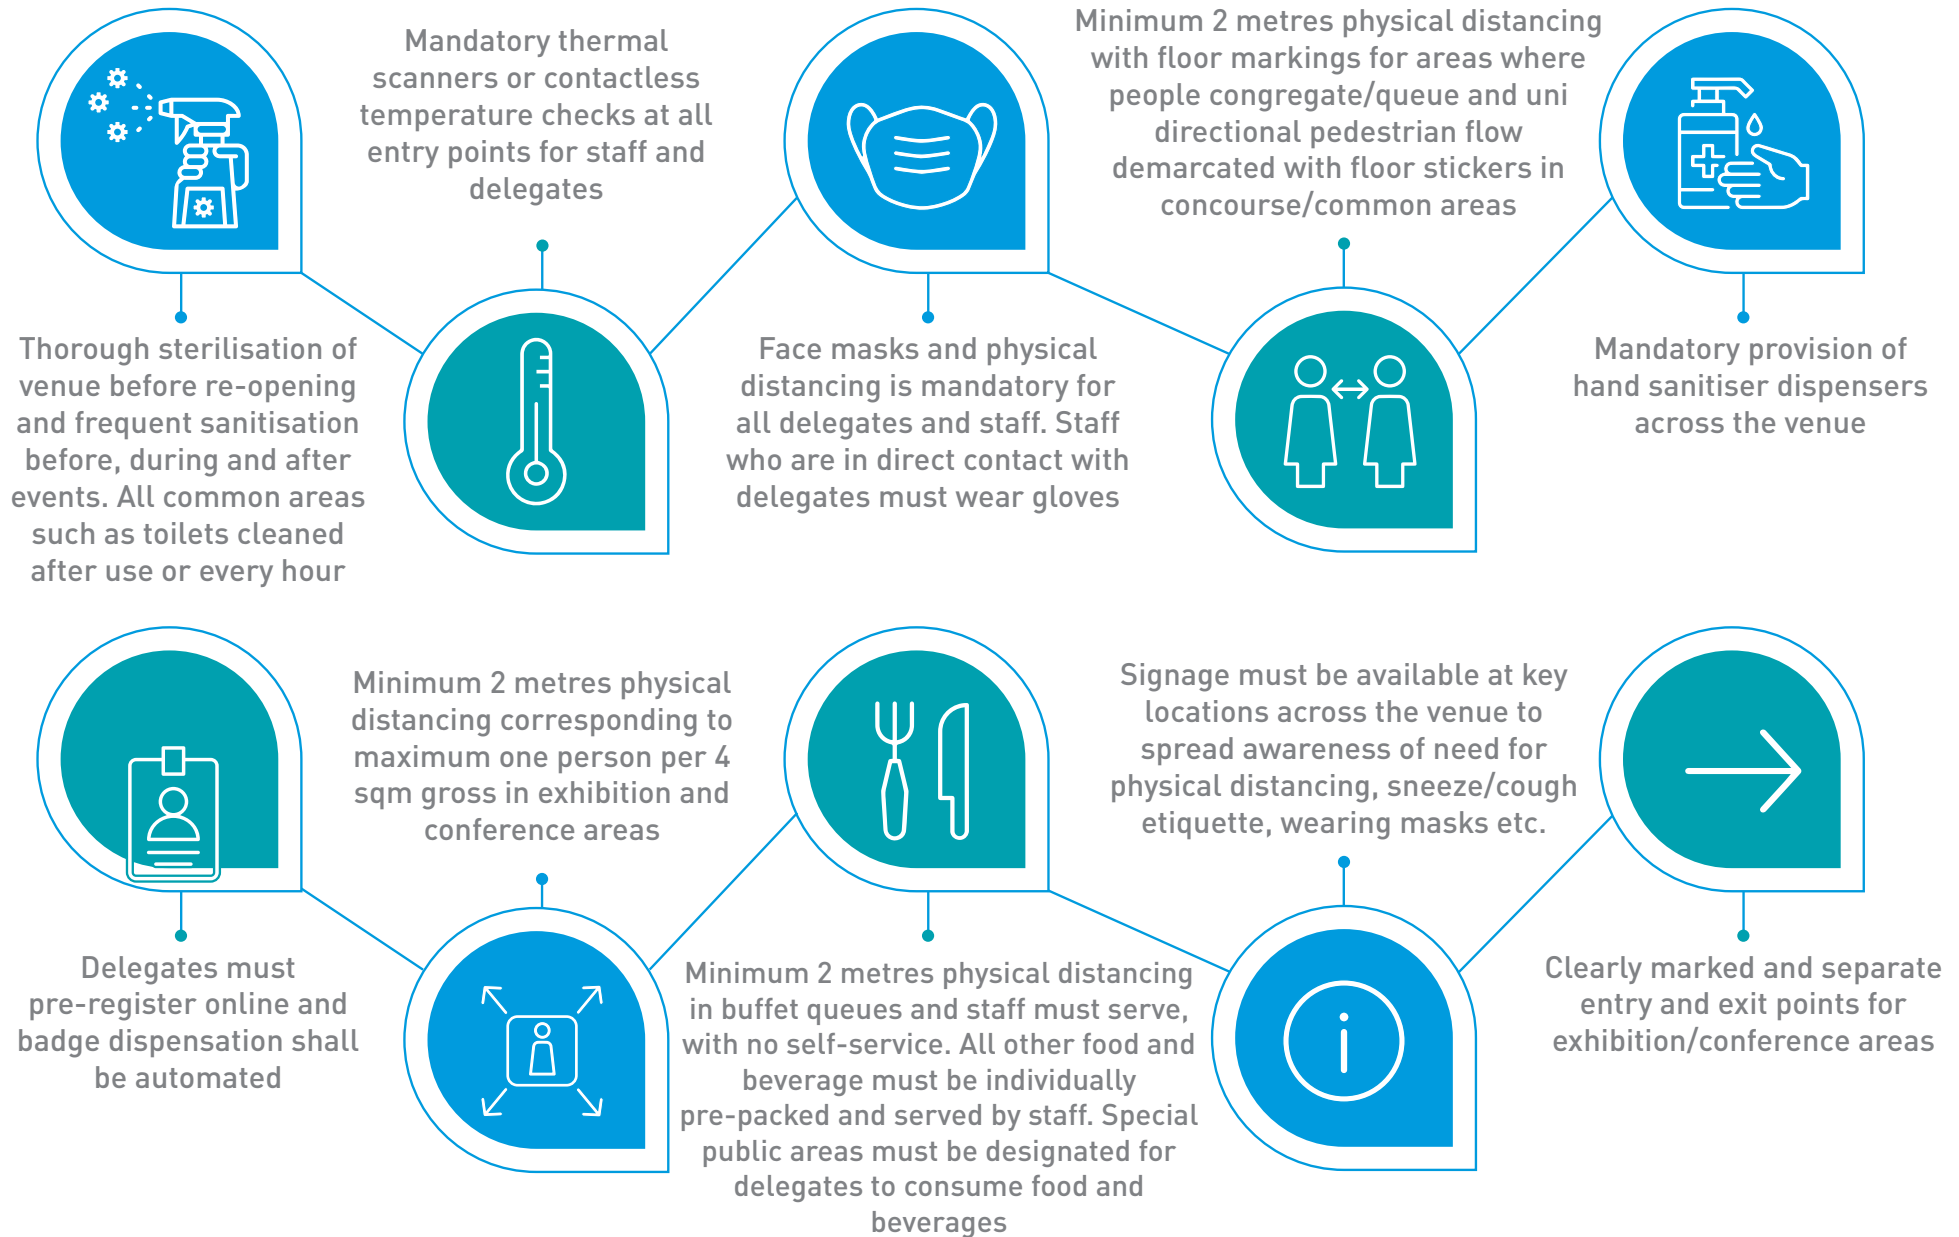 Thorough sterilisation of
venue before re-opening
and frequent sanitisation
before, during and after
events. All common areas
such as toilets cleaned
after use or every hour
Mandatory thermal
scanners or contactless
temperature checks at all
entry points for staff and
delegates
Face masks and physical
distancing is mandatory for
all delegates and staff. Staff
who are in direct contact with
delegates must wear gloves
Minimum 2 metres physical distancing
with floor markings for areas where
people congregate/queue and uni
directional pedestrian flow
demarcated with floor stickers in
concourse/common areas
Mandatory provision of
hand sanitiser dispensers
across the venue
Delegates must
pre-register online and
badge dispensation shall
be automated
Minimum 2 metres physical
distancing corresponding to
maximum one person per 4
sqm gross in exhibition and
conference areas
Minimum 2 metres physical distancing
in buffet queues and staff must serve,
with no self-service. All other food and
beverage must be individually
pre-packed and served by staff. Special
public areas must be designated for
delegates to consume food and
beverages
Signage must be available at key
locations across the venue to
spread awareness of need for
physical distancing, sneeze/cough
etiquette, wearing masks etc.
Clearly marked and separate
entry and exit points for
exhibition/conference areas